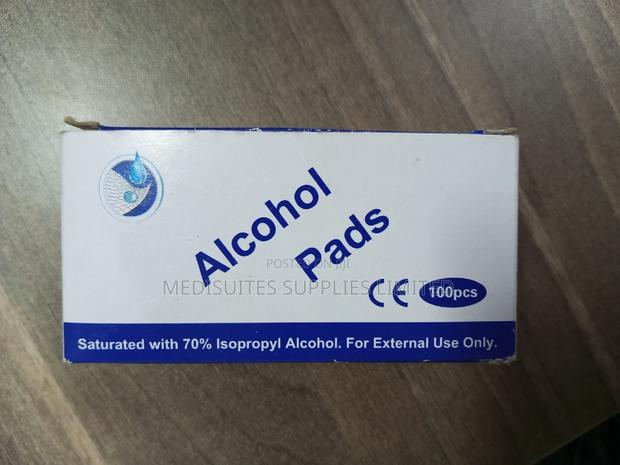 Alcohol
Pads
POSTED ON JIJI
MEDISUITES SUPPLIES LIMITED
CE
100pcs
Saturated with 70% Isopropyl Alcohol. For External Use Only.